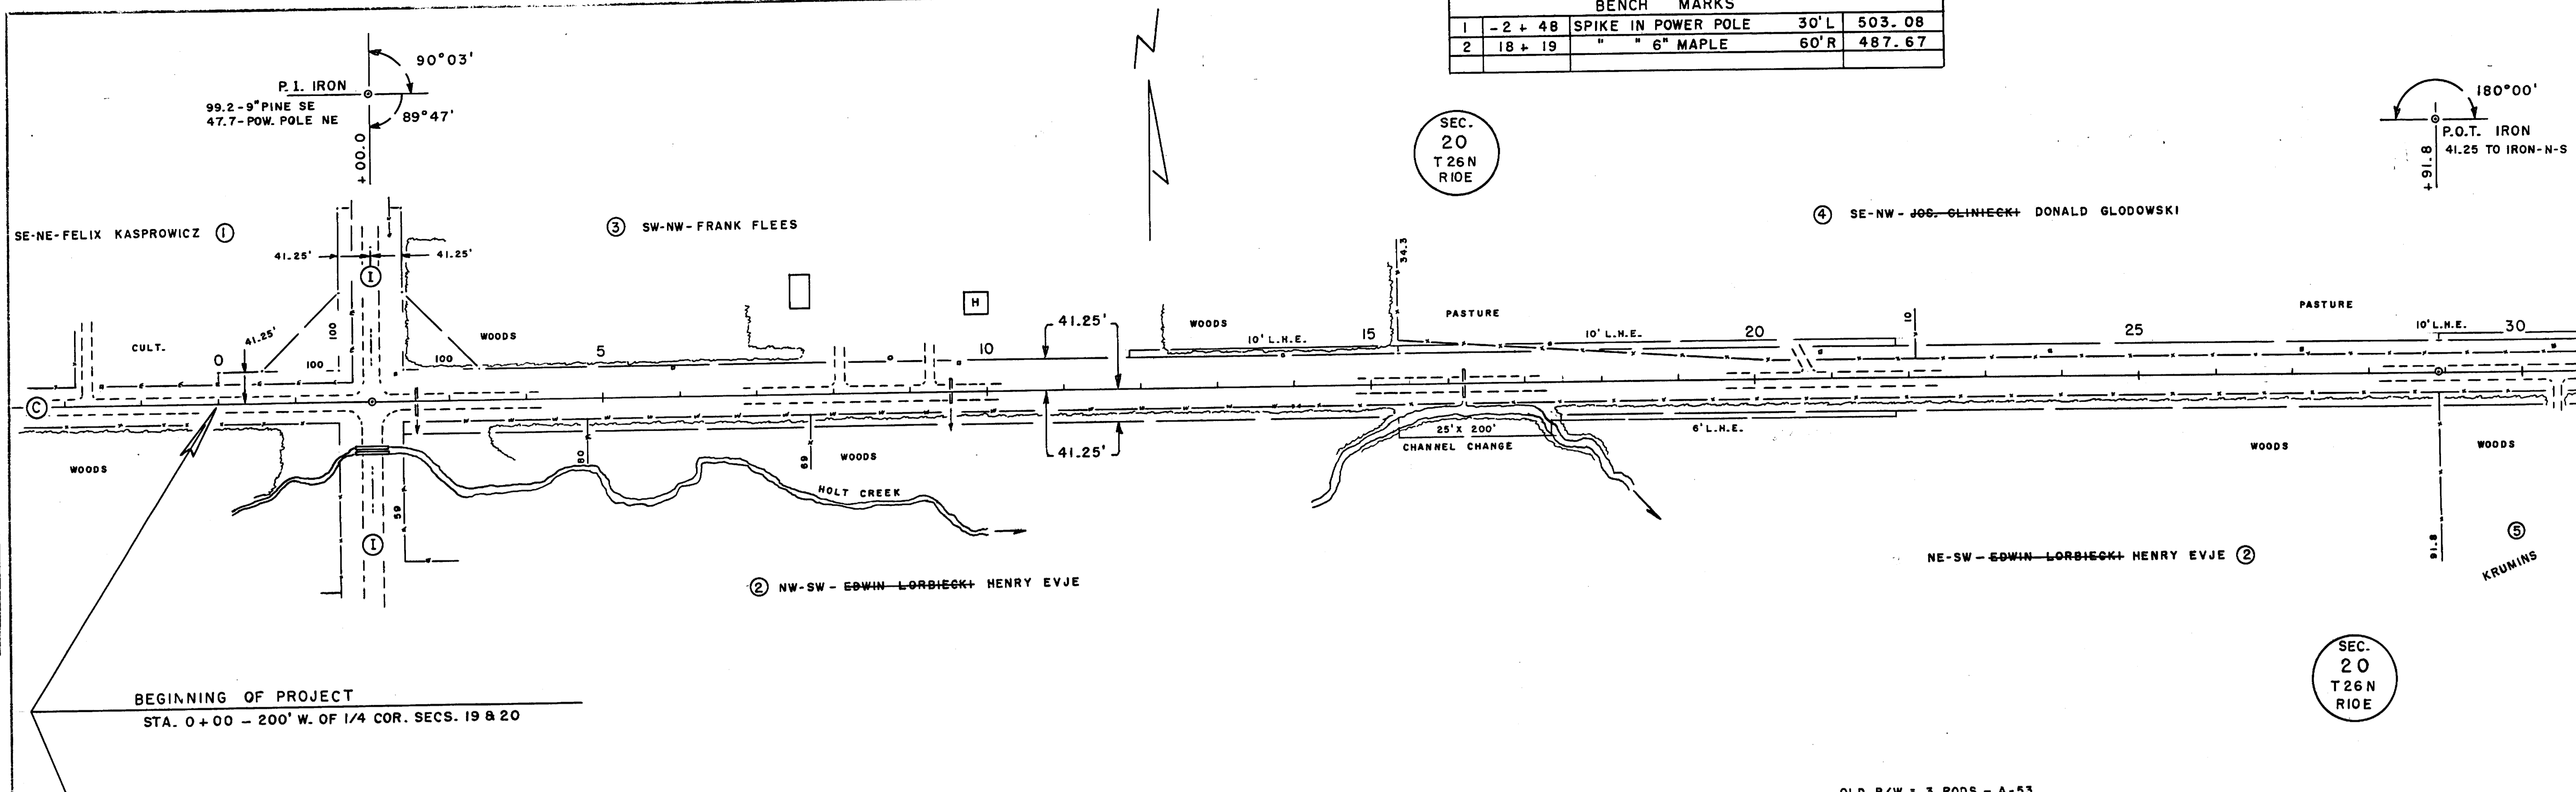 BENCH MARKS
1 -2 + 48 SPIKE IN POWER POLE 30' L 503.08
2 18 + 19 " " 6" MAPLE 60' R 487.67
90°03'
P.I. IRON
99.2-9" PINE SE
47.7-POW. POLE NE
89°47'
+00.0
180°00'
P.O.T. IRON
41.25 TO IRON-N-S
+91.8
N
SEC.
20
T 26 N
R10E
SE-NE-FELIX KASPROWICZ 1
3 SW-NW-FRANK FLEES
4 SE-NW-JOS. GLINIECKI DONALD GLODOWSKI
41.25' 41.25'
I
34.3
H
CULT.
41.25'
100
100
100
WOODS
41.25'
WOODS
PASTURE
PASTURE
10' L.H.E.
10' L.H.E.
10
10' L.H.E.
0 5 10 15 20 25 30
C
WOODS
80
69
WOODS
41.25'
25' X 200'
CHANNEL CHANGE
6' L.H.E.
WOODS
WOODS
HOLT CREEK
59
I
91.8
5
KRUMINS
2 NW-SW-EDWIN LORBIECKI HENRY EVJE
NE-SW-EDWIN LORBIECKI HENRY EVJE 2
SEC.
20
T 26 N
R10E
BEGINNING OF PROJECT
STA. 0+00 - 200' W. OF 1/4 COR. SECS. 19 & 20
OLD R/W = 3 RODS - A-53